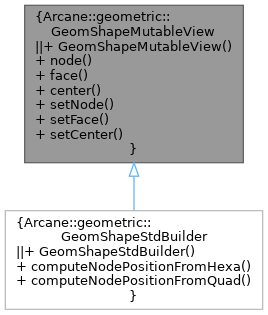 {Arcane::geometric::
GeomShapeMutableView
||+ GeomShapeMutableView()
+ node()
+ face()
+ center()
+ setNode()
+ setFace()
+ setCenter()
}
{Arcane::geometric::
GeomShapeStdBuilder
||+ GeomShapeStdBuilder()
+ computeNodePositionFromHexa()
+ computeNodePositionFromQuad()
}